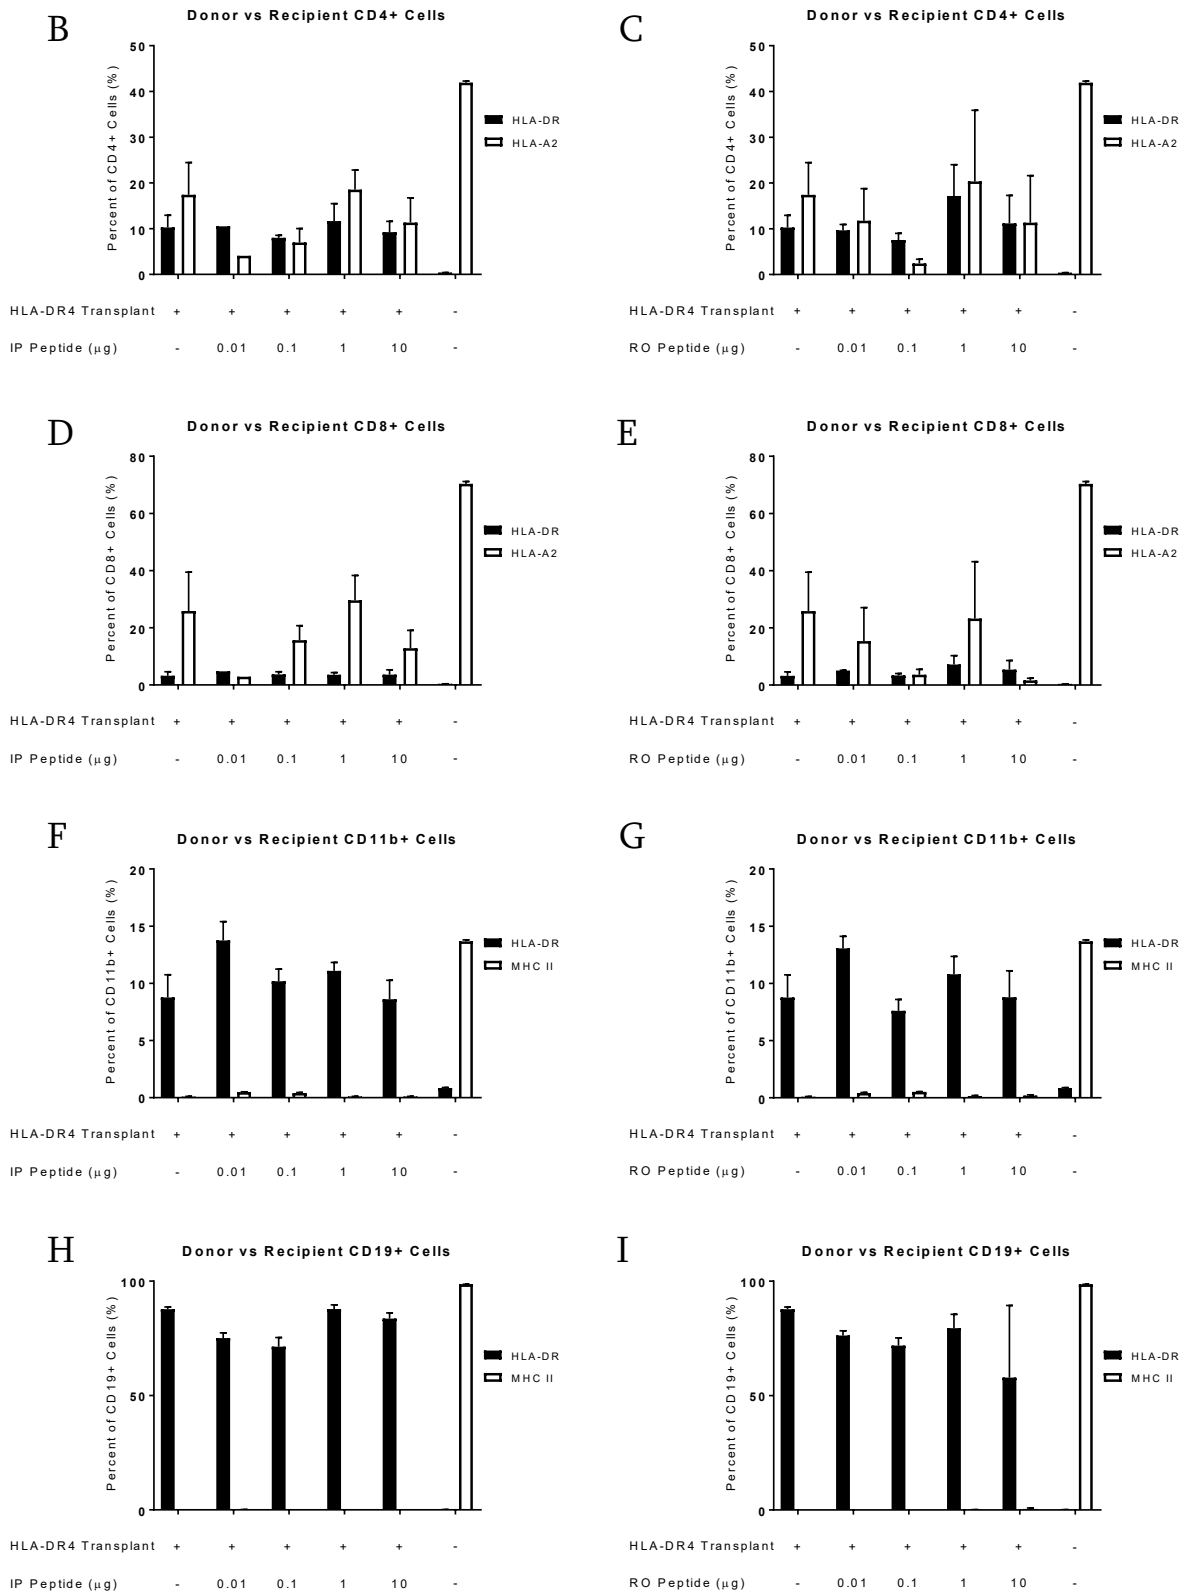 B
Donor vs Recipient CD4+ Cells
Percent of CD4+ Cells (%)
50
40
30
20
10
0
HLA-DR
HLA-A2
HLA-DR4 Transplant + + + + + -
IP Peptide (μg) - 0.01 0.1 1 10 -
C
Donor vs Recipient CD4+ Cells
Percent of CD4+ Cells (%)
50
40
30
20
10
0
HLA-DR
HLA-A2
HLA-DR4 Transplant + + + + + -
RO Peptide (μg) - 0.01 0.1 1 10 -
D
Donor vs Recipient CD8+ Cells
Percent of CD8+ Cells (%)
80
60
40
20
0
HLA-DR
HLA-A2
HLA-DR4 Transplant + + + + + -
IP Peptide (μg) - 0.01 0.1 1 10 -
E
Donor vs Recipient CD8+ Cells
Percent of CD8+ Cells (%)
80
60
40
20
0
HLA-DR
HLA-A2
HLA-DR4 Transplant + + + + + -
RO Peptide (μg) - 0.01 0.1 1 10 -
F
Donor vs Recipient CD11b+ Cells
Percent of CD11b+ Cells (%)
20
15
10
5
0
HLA-DR
MHC II
HLA-DR4 Transplant + + + + + -
IP Peptide (μg) - 0.01 0.1 1 10 -
G
Donor vs Recipient CD11b+ Cells
Percent of CD11b+ Cells (%)
20
15
10
5
0
HLA-DR
MHC II
HLA-DR4 Transplant + + + + + -
RO Peptide (μg) - 0.01 0.1 1 10 -
H
Donor vs Recipient CD19+ Cells
Percent of CD19+ Cells (%)
100
50
0
HLA-DR
MHC II
HLA-DR4 Transplant + + + + + -
IP Peptide (μg) - 0.01 0.1 1 10 -
I
Donor vs Recipient CD19+ Cells
Percent of CD19+ Cells (%)
100
50
0
HLA-DR
MHC II
HLA-DR4 Transplant + + + + + -
RO Peptide (μg) - 0.01 0.1 1 10 -